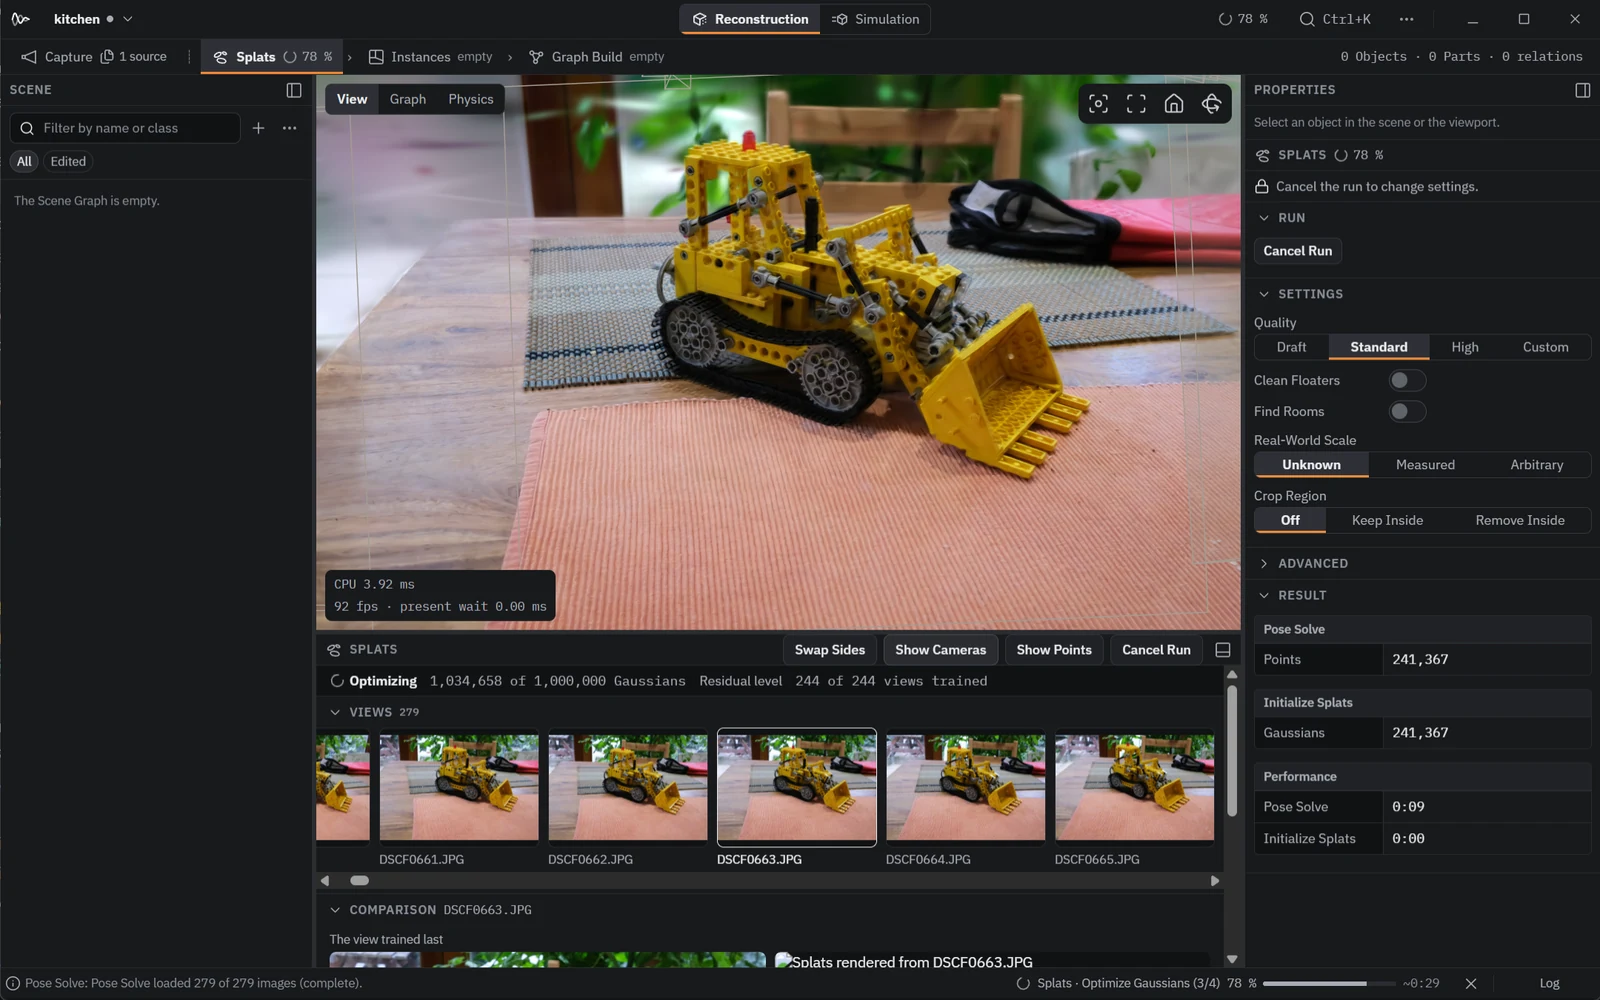 kitchen
Reconstruction
Simulation
78 %
Ctrl+K
Capture
1 source
Splats
78 %
Instances empty
Graph Build empty
0 Objects · 0 Parts · 0 relations
SCENE
Filter by name or class
All
Edited
The Scene Graph is empty.
View
Graph
Physics
CPU 3.92 ms
92 fps · present wait 0.00 ms
SPLATS
Swap Sides
Show Cameras
Show Points
Cancel Run
Optimizing 1,034,658 of 1,000,000 Gaussians Residual level 244 of 244 views trained
VIEWS 279
DSCF0661.JPG
DSCF0662.JPG
DSCF0663.JPG
DSCF0664.JPG
DSCF0665.JPG
COMPARISON DSCF0663.JPG
The view trained last
Splats rendered from DSCF0663.JPG
PROPERTIES
Select an object in the scene or the viewport.
SPLATS 78 %
Cancel the run to change settings.
RUN
Cancel Run
SETTINGS
Quality
Draft
Standard
High
Custom
Clean Floaters
Find Rooms
Real-World Scale
Unknown
Measured
Arbitrary
Crop Region
Off
Keep Inside
Remove Inside
ADVANCED
RESULT
Pose Solve
Points 241,367
Initialize Splats
Gaussians 241,367
Performance
Pose Solve 0:09
Initialize Splats 0:00
Pose Solve: Pose Solve loaded 279 of 279 images (complete).
Splats · Optimize Gaussians (3/4) 78 %
~0:29
Log